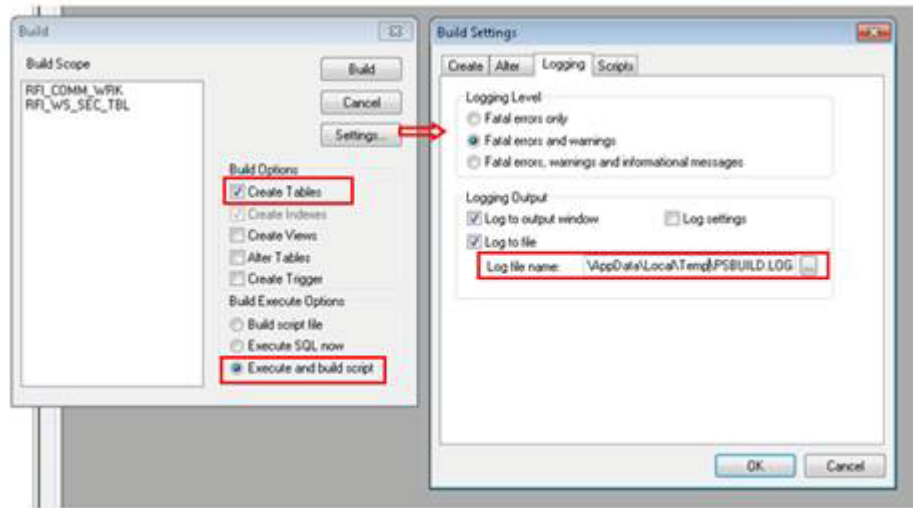 Build
Build Scope
RFI_COMM_WRK
RFI_WS_SEC_TBL
Build
Cancel
Settings...
Build Options
Create Tables
Create Indexes
Create Views
Alter Tables
Create Trigger
Build Execute Options
Build script file
Execute SQL now
Execute and build script
Build Settings
Create
Alter
Logging
Scripts
Logging Level
Fatal errors only
Fatal errors and warnings
Fatal errors, warnings and informational messages
Logging Output
Log to output window
Log settings
Log to file
Log file name: \AppData\Local\Temp\PSBUILD.LOG ...
OK
Cancel